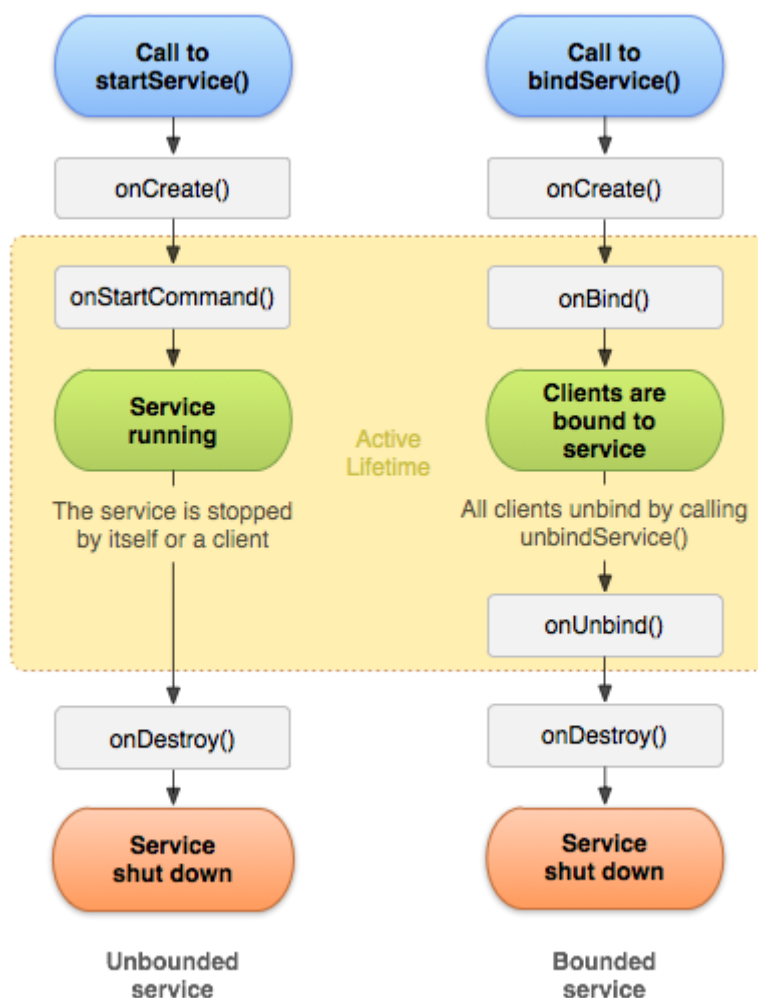 Call to
startService()
onCreate()
onStartCommand()
Service
running
The service is stopped
by itself or a client
onDestroy()
Service
shut down
Unbounded
service
Active
Lifetime
Call to
bindService()
onCreate()
onBind()
Clients are
bound to
service
All clients unbind by calling
unbindService()
onUnbind()
onDestroy()
Service
shut down
Bounded
service